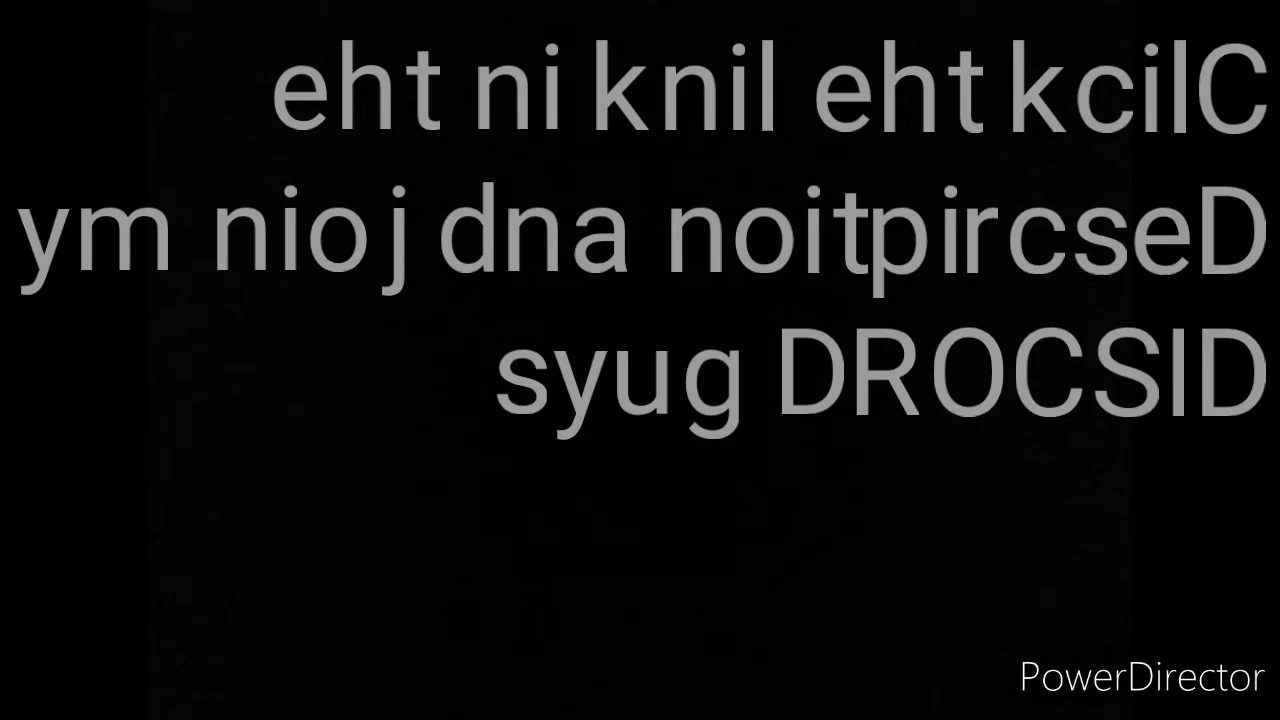 eht ni knil eht kcilC
ym nioj dna noitpircseD
syug DROCSID
PowerDirector